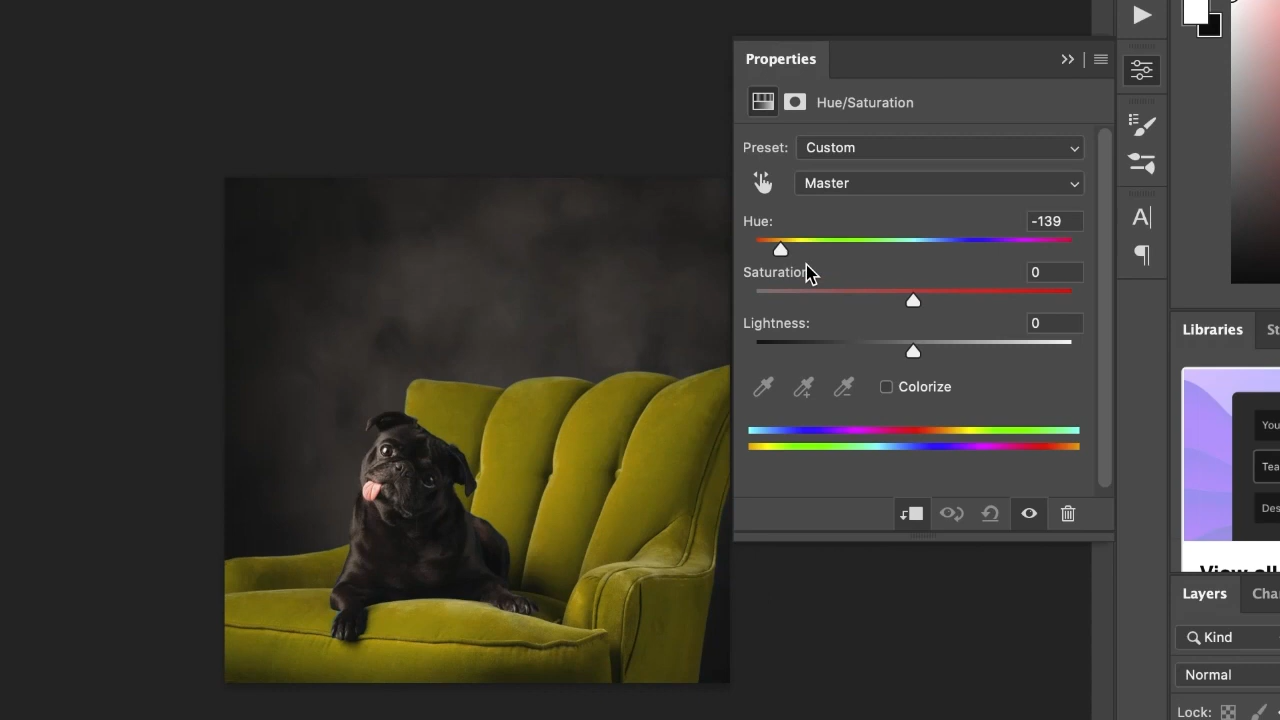 Properties
Hue/Saturation
Preset: Custom
Master
Hue: -139
Saturation 0
Lightness: 0
Colorize
A
Libraries St
You
Tea
Des
View all
Layers Cha
Kind
Normal
Lock: